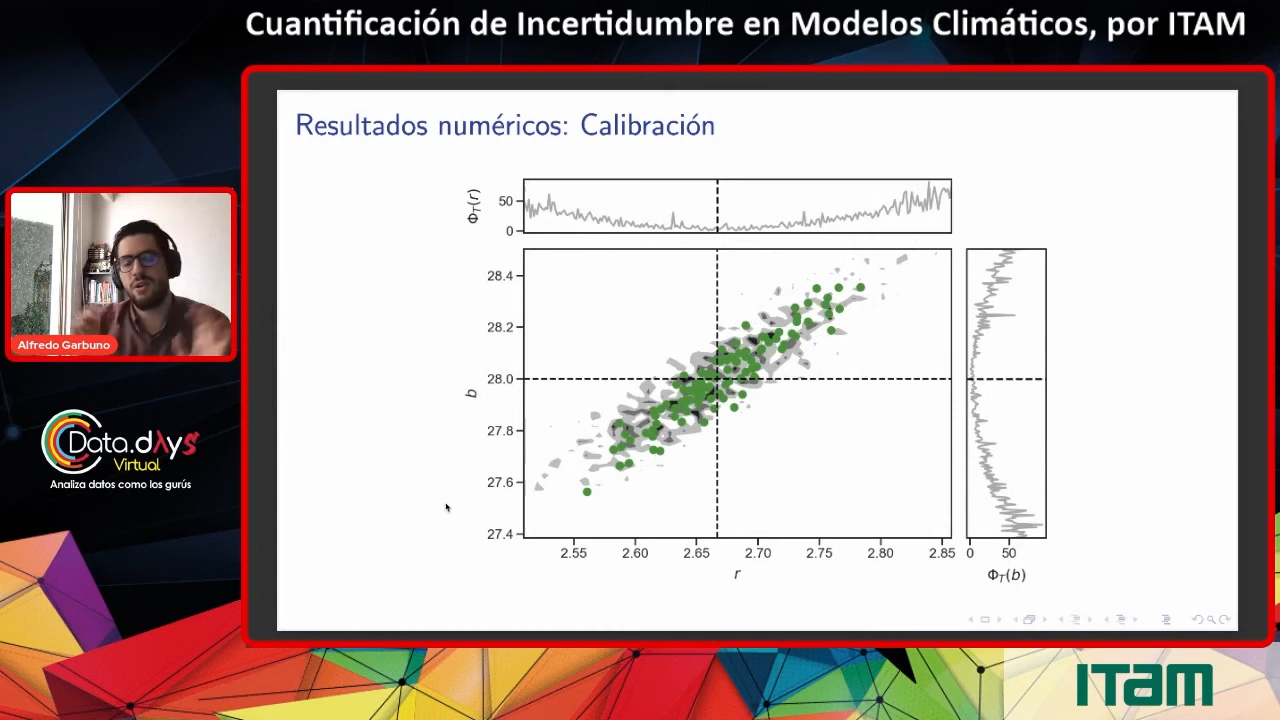 Cuantificación de Incertidumbre en Modelos Climáticos, por ITAM
Resultados numéricos: Calibración
Φ_T(r)
50
0
28.4
28.2
28.0
27.8
27.6
27.4
b
2.55 2.60 2.65 2.70 2.75 2.80 2.85
r
0 50
Φ_T(b)
Alfredo Garbuno
Data.dλys
Virtual
Analiza datos como los gurús
ITAM